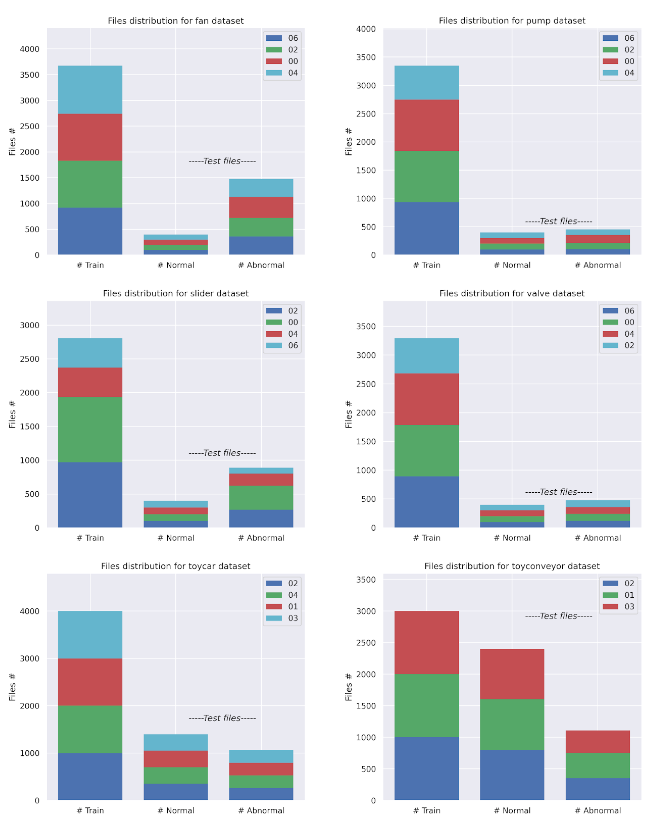 Files distribution for fan dataset
Files #
4000
3500
3000
2500
2000
1500
1000
500
0
# Train
# Normal
# Abnormal
-----Test files-----
06
02
00
04
Files distribution for pump dataset
Files #
4000
3500
3000
2500
2000
1500
1000
500
0
# Train
# Normal
# Abnormal
-----Test files-----
06
02
00
04
Files distribution for slider dataset
Files #
3000
2500
2000
1500
1000
500
0
# Train
# Normal
# Abnormal
-----Test files-----
02
00
04
06
Files distribution for valve dataset
Files #
3500
3000
2500
2000
1500
1000
500
0
# Train
# Normal
# Abnormal
-----Test files-----
06
00
04
02
Files distribution for toycar dataset
Files #
4000
3000
2000
1000
0
# Train
# Normal
# Abnormal
-----Test files-----
02
04
01
03
Files distribution for toyconveyor dataset
Files #
3500
3000
2500
2000
1500
1000
500
0
# Train
# Normal
# Abnormal
-----Test files-----
02
01
03